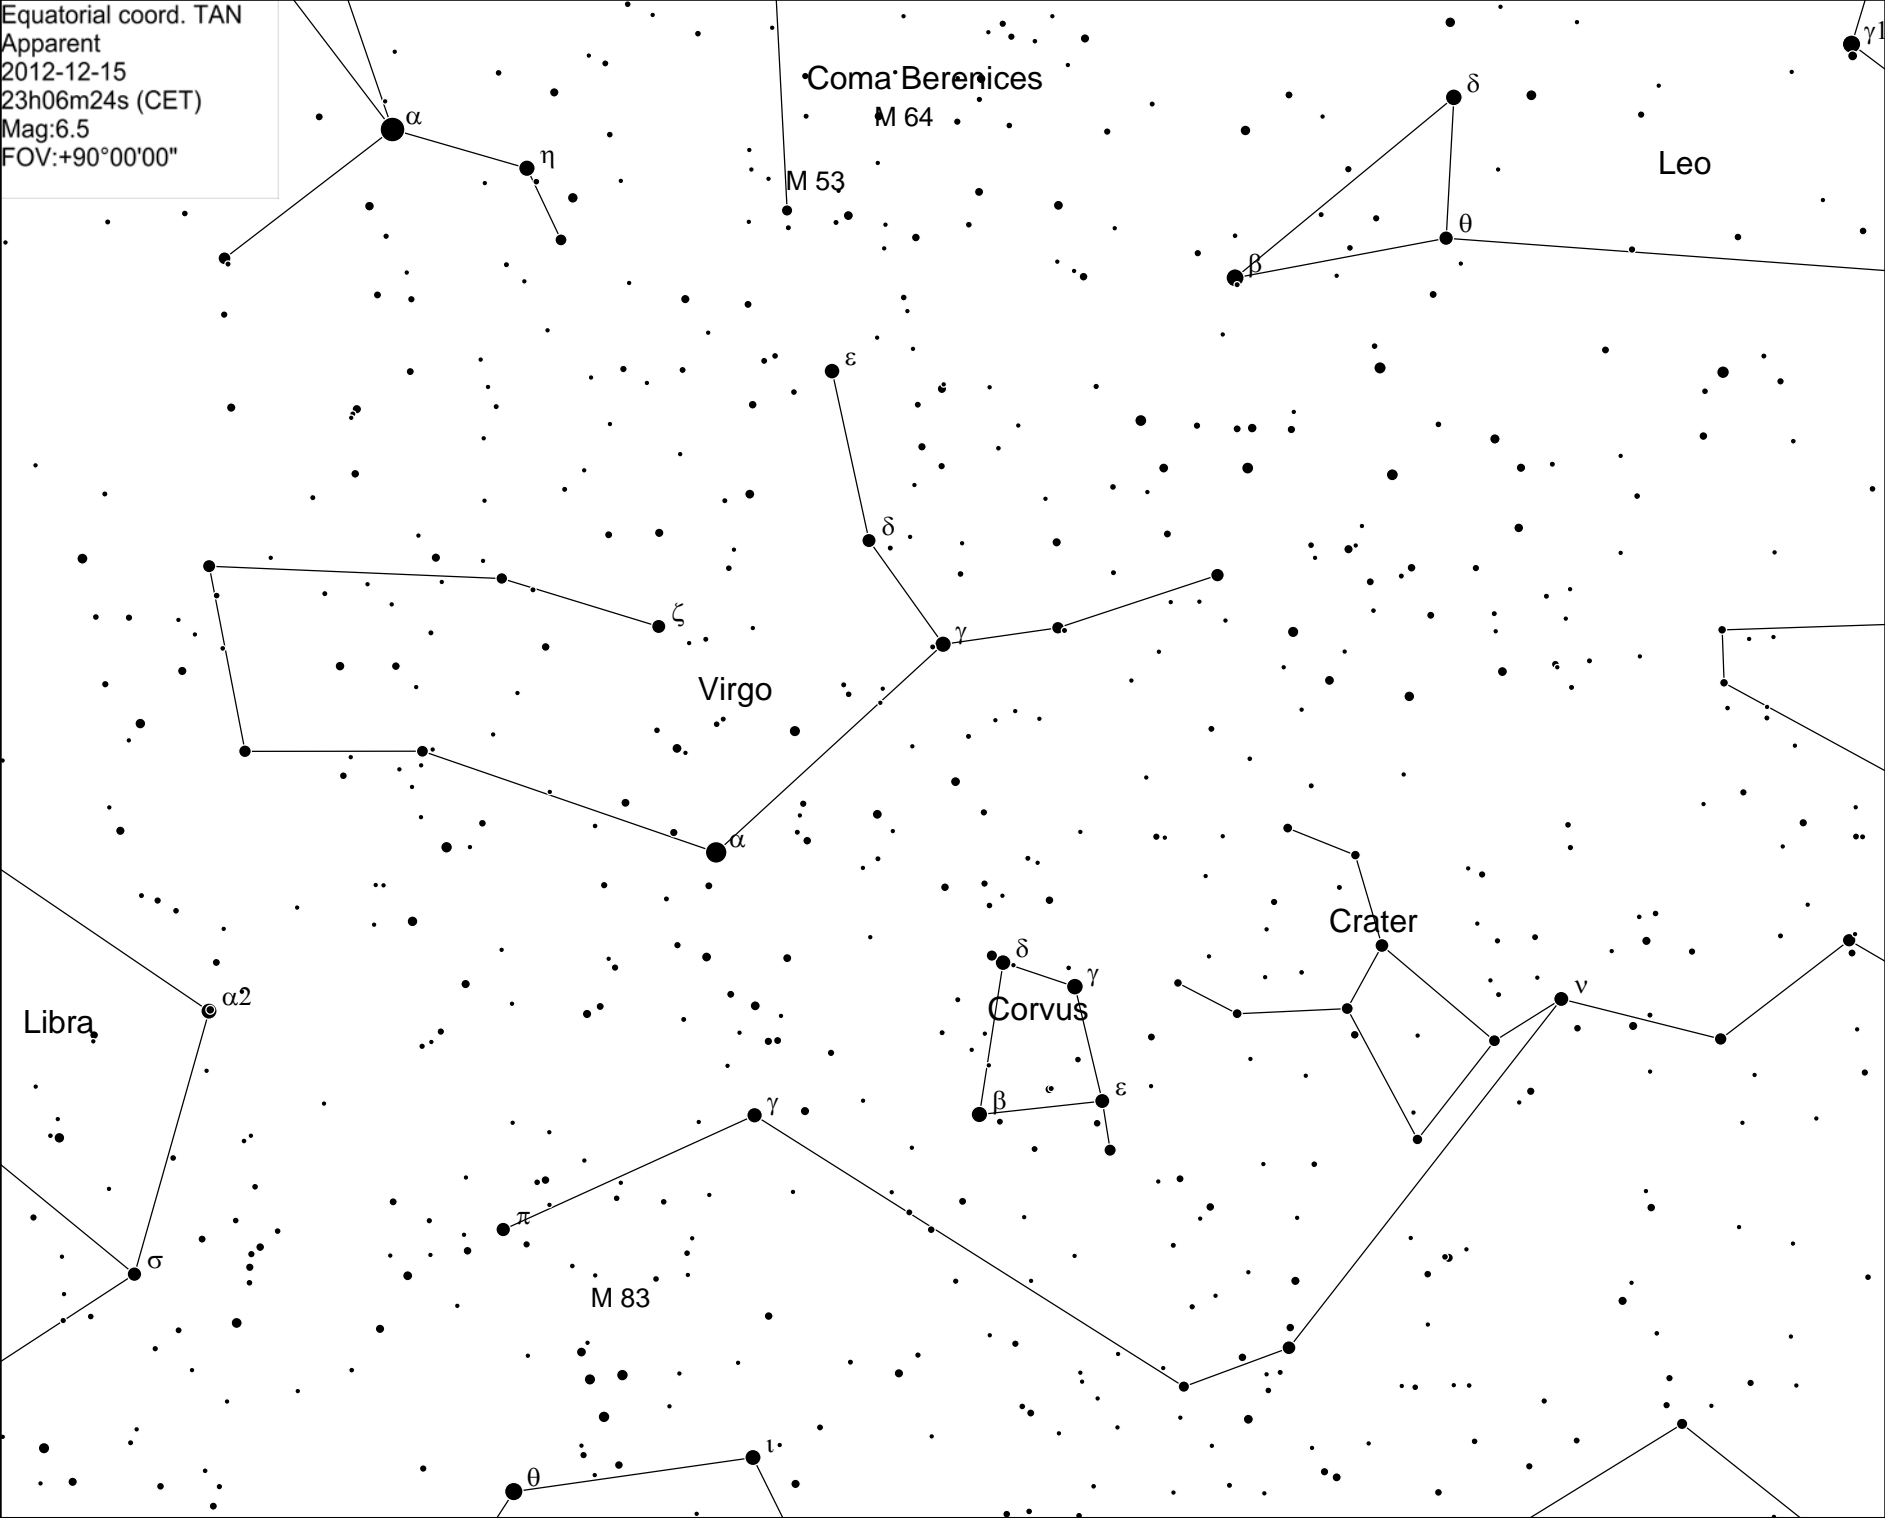 Equatorial coord. TAN
Apparent
2012-12-15
23h06m24s (CET)
Mag:6.5
FOV:+90°00'00"
γ1
Coma Berenices
δ
M 64
α
η
Leo
M 53
θ
β
ε
δ
ζ
γ
Virgo
α
Crater
δ
γ
ν
α2
Corvus
Libra
ε
β
γ
π
σ
M 83
ι
θ